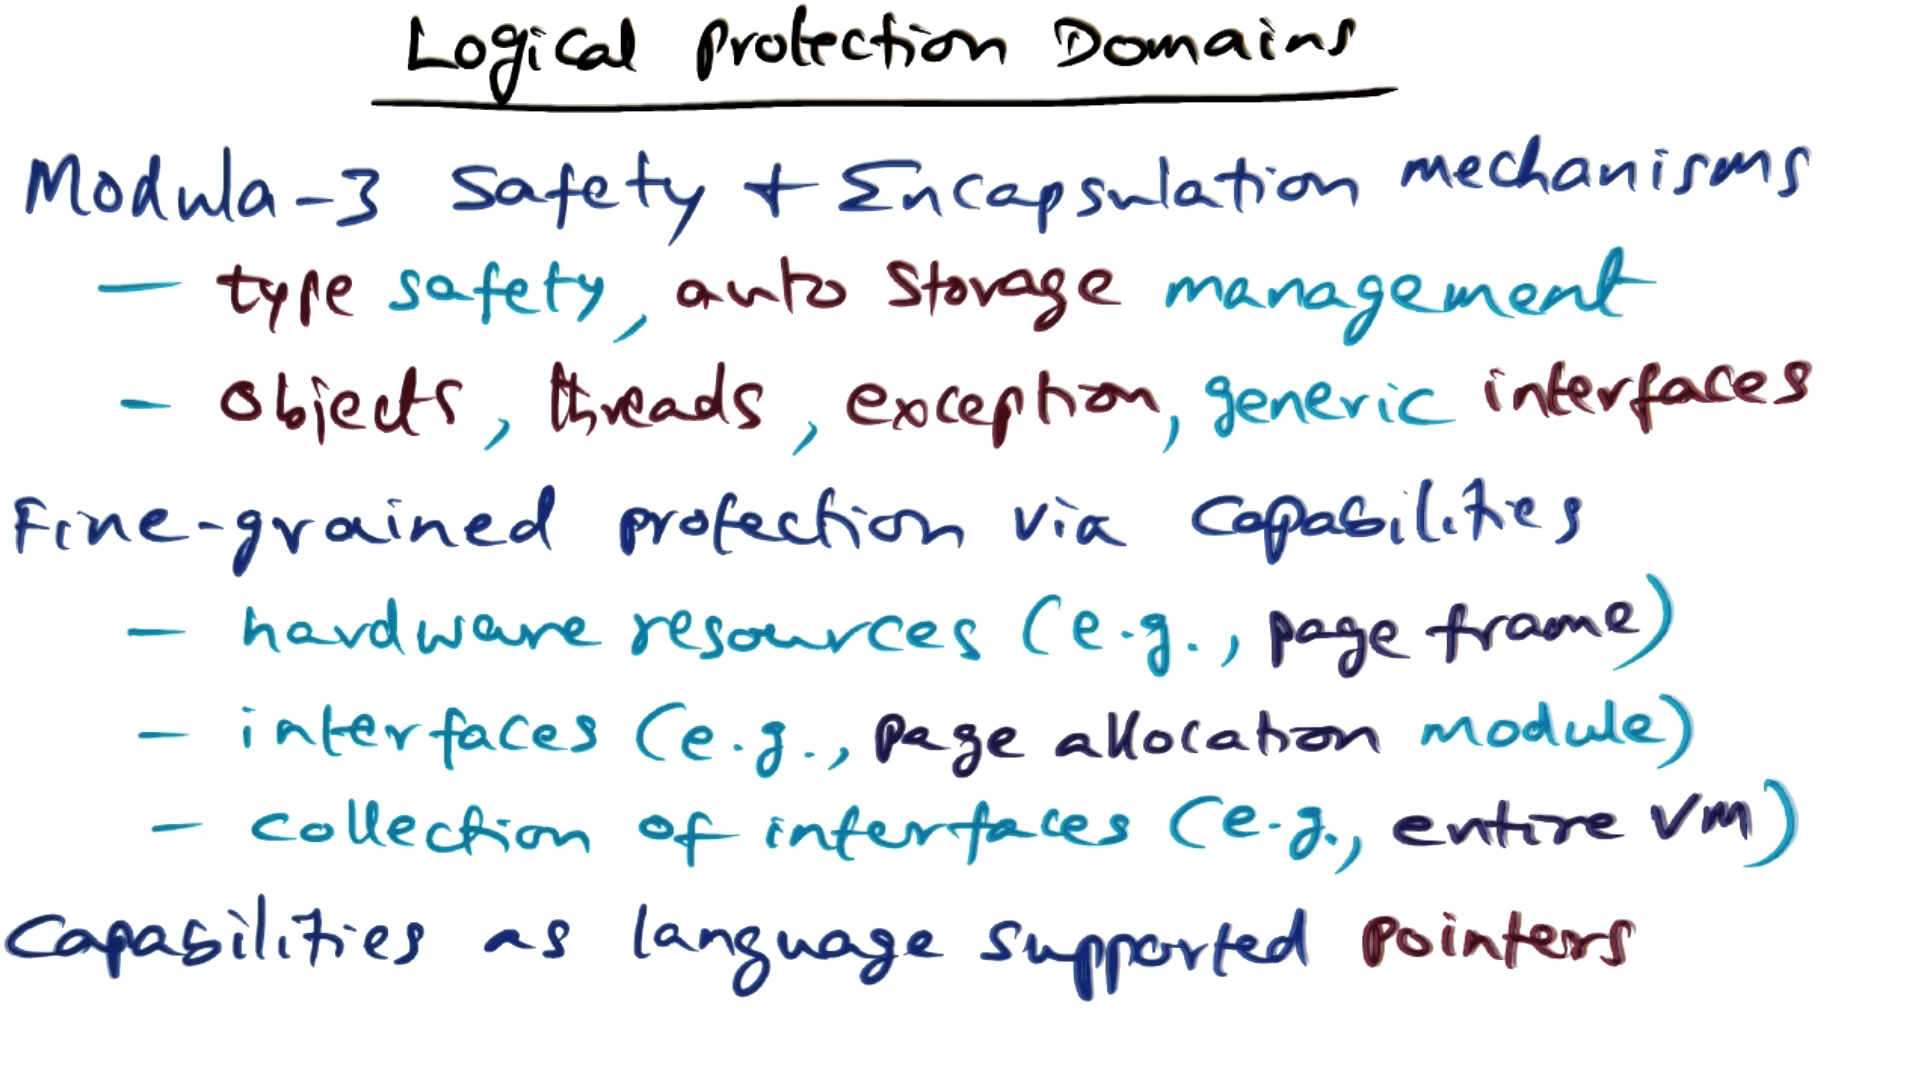 Logical Protection Domains
Modula-3 Safety + Encapsulation mechanisms
- type safety, auto storage management
- objects, threads, exception, generic interfaces
Fine-grained protection via capabilities
- hardware resources (e.g., page frame)
- interfaces (e.g., page allocation module)
- collection of interfaces (e.g., entire VM)
Capabilities as language supported pointers